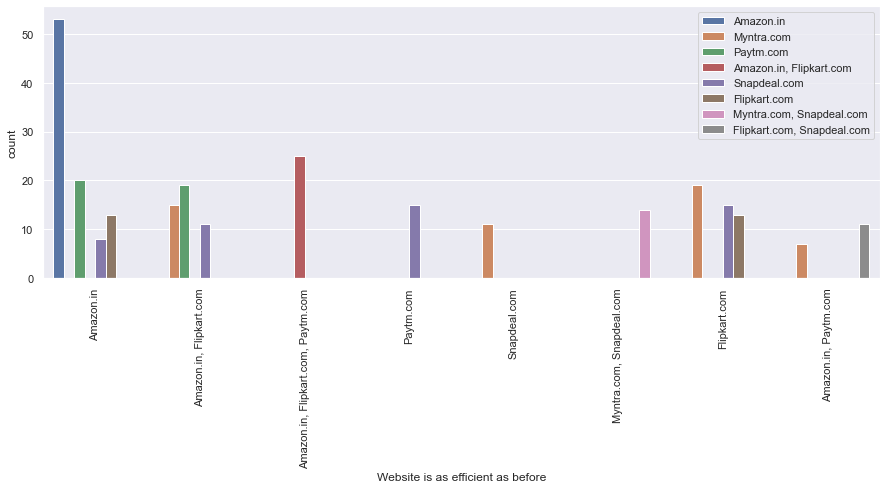 count
50
40
30
20
10
0
Amazon.in
Myntra.com
Paytm.com
Amazon.in, Flipkart.com
Snapdeal.com
Flipkart.com
Myntra.com, Snapdeal.com
Flipkart.com, Snapdeal.com
Amazon.in
Amazon.in, Flipkart.com
Amazon.in, Flipkart.com, Paytm.com
Paytm.com
Snapdeal.com
Myntra.com, Snapdeal.com
Flipkart.com
Amazon.in, Paytm.com
Website is as efficient as before